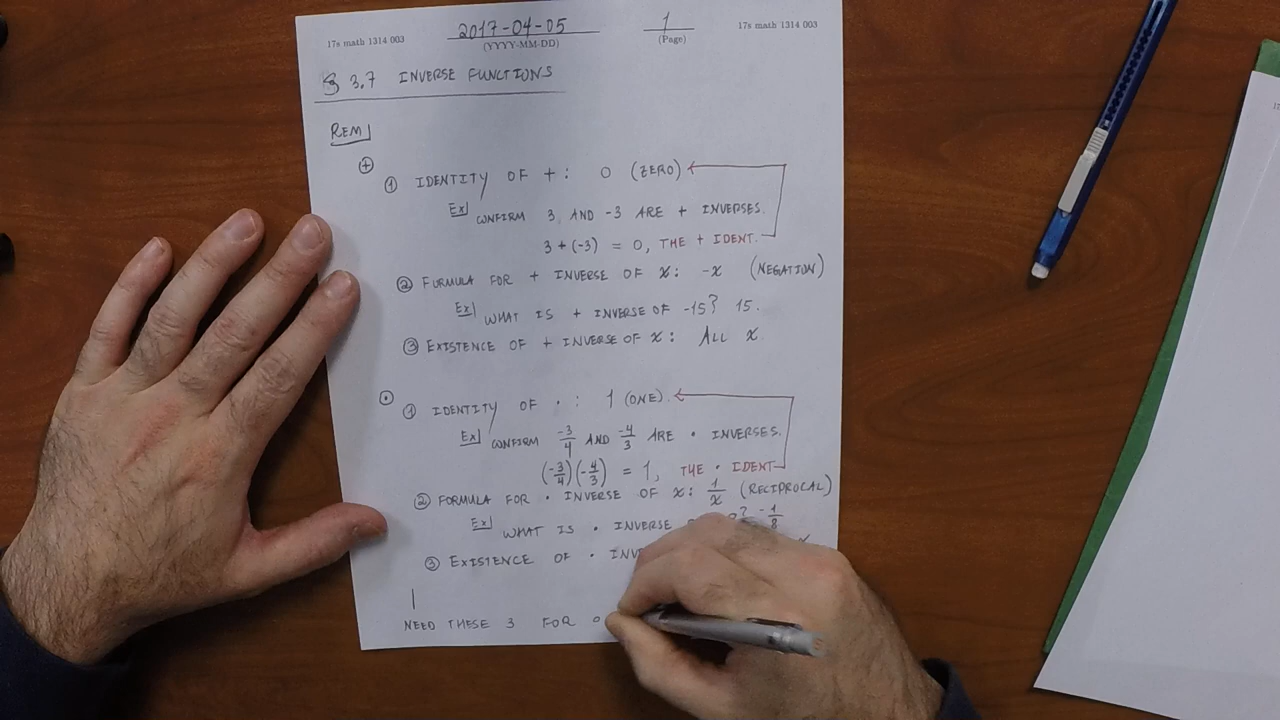 17s math 1314 003
2017-04-05
(YYYY-MM-DD)
1
(Page)
17s math 1314 003
§ 3.7 INVERSE FUNCTIONS
REM
+
① IDENTITY OF + : 0 (ZERO)
Ex CONFIRM 3 AND -3 ARE + INVERSES.
3 + (-3) = 0, THE + IDENT.
② FORMULA FOR + INVERSE OF x: -x (NEGATION)
Ex WHAT IS + INVERSE OF -15? 15.
③ EXISTENCE OF + INVERSE OF x: ALL x
·
① IDENTITY OF · : 1 (ONE).
Ex CONFIRM -3/4 AND -4/3 ARE · INVERSES.
(-3/4)(-4/3) = 1, THE · IDENT
② FORMULA FOR · INVERSE OF x: 1/x (RECIPROCAL)
Ex WHAT IS · INVERSE ? -1/8
③ EXISTENCE OF ·
NEED THESE 3 FOR